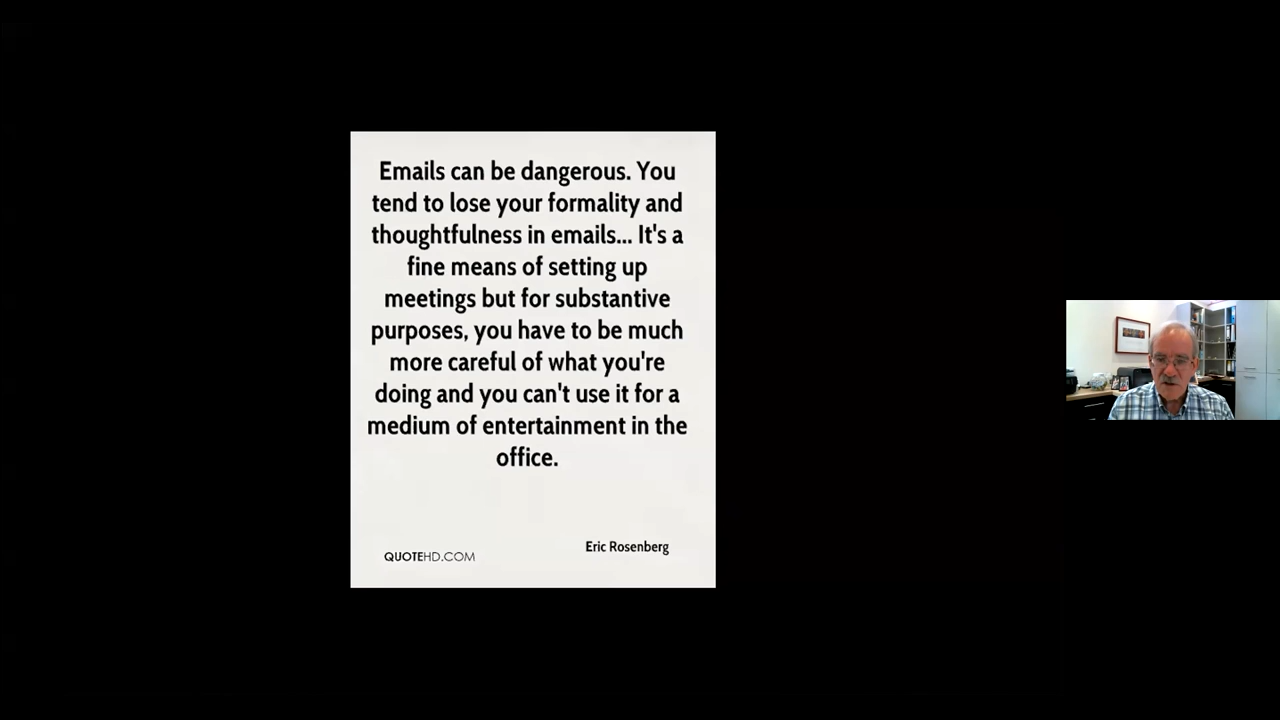 Emails can be dangerous. You
tend to lose your formality and
thoughtfulness in emails... It's a
fine means of setting up
meetings but for substantive
purposes, you have to be much
more careful of what you're
doing and you can't use it for a
medium of entertainment in the
office.
Eric Rosenberg
QUOTEHD.COM